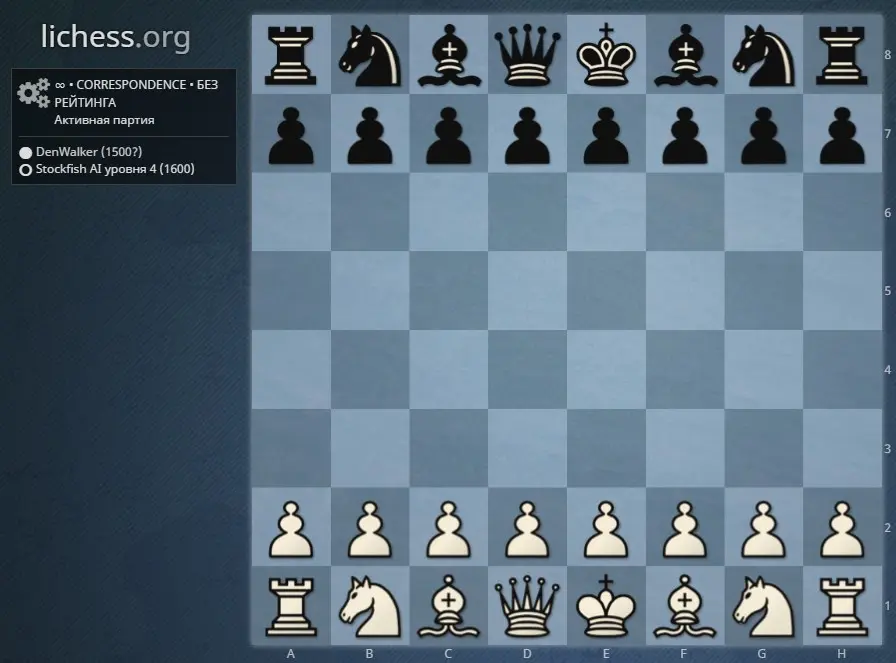 lichess.org
∞ • CORRESPONDENCE • БЕЗ
РЕЙТИНГА
Активная партия
DenWalker (1500?)
Stockfish AI уровня 4 (1600)
8
7
6
5
4
3
2
1
A B C D E F G H